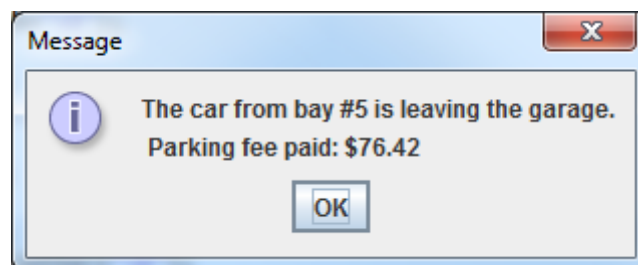 Message
The car from bay #5 is leaving the garage.
Parking fee paid: $76.42
OK